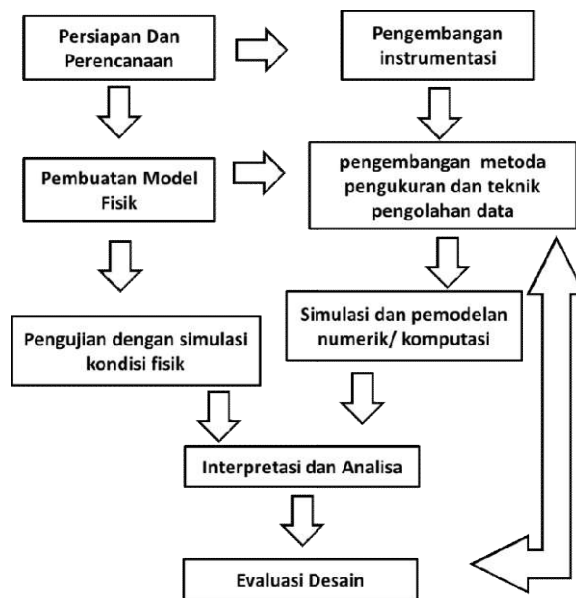 Persiapan Dan
Perencanaan
Pengembangan
instrumentasi
Pembuatan Model
Fisik
pengembangan metoda
pengukuran dan teknik
pengolahan data
Pengujian dengan simulasi
kondisi fisik
Simulasi dan pemodelan
numerik/ komputasi
Interpretasi dan Analisa
Evaluasi Desain